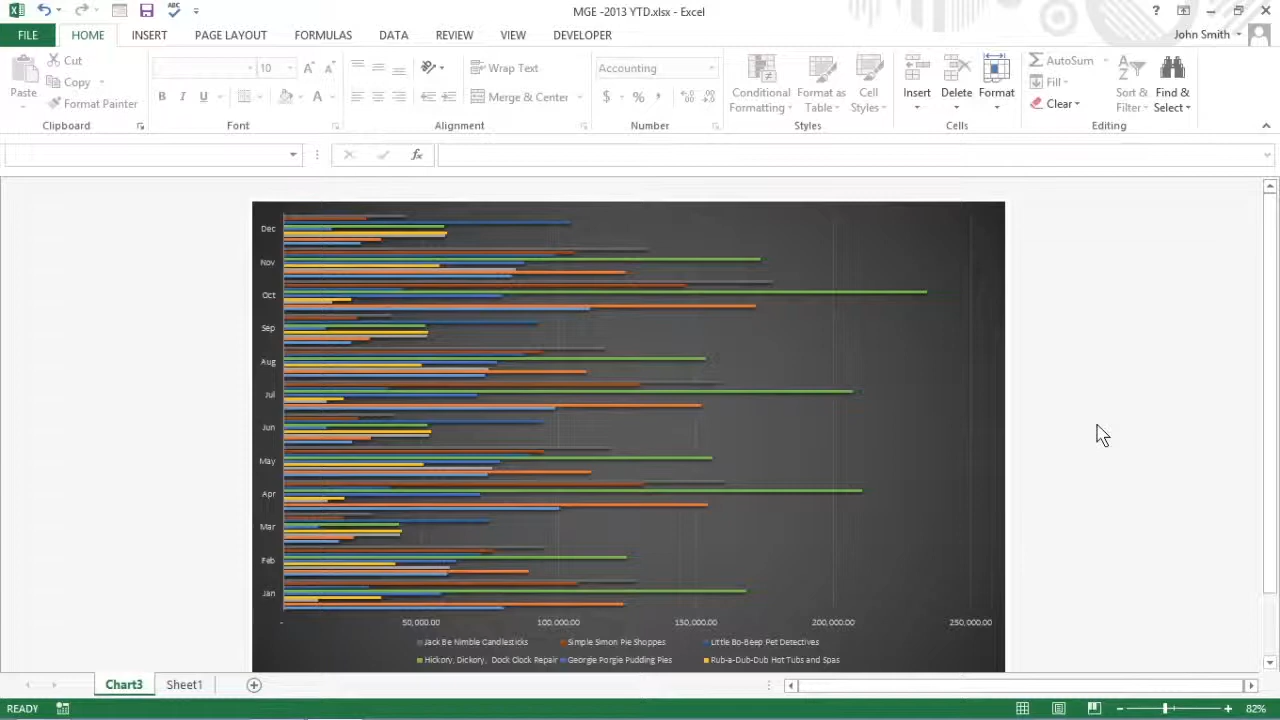 MGE -2013 YTD.xlsx - Excel
?
FILE HOME INSERT PAGE LAYOUT FORMULAS DATA REVIEW VIEW DEVELOPER John Smith
Cut
Copy
Format Painter
Paste
Clipboard
10
B I U
Font
Wrap Text
Merge & Center
Alignment
Accounting
$ % ,
Number
Conditional Formatting
Format as Table
Cell Styles
Styles
Insert
Delete
Format
Cells
AutoSum
Fill
Clear
Sort & Filter
Find & Select
Editing
fx
Dec
Nov
Oct
Sep
Aug
Jul
Jun
May
Apr
Mar
Feb
Jan
- 50,000.00 100,000.00 150,000.00 200,000.00 250,000.00
Jack Be Nimble Candlesticks Simple Simon Pie Shoppes Little Bo-Beep Pet Detectives
Hickory, Dickory, Dock Clock Repair Georgie Porgie Pudding Pies Rub-a-Dub-Dub Hot Tubs and Spas
Chart3 Sheet1
READY 82%